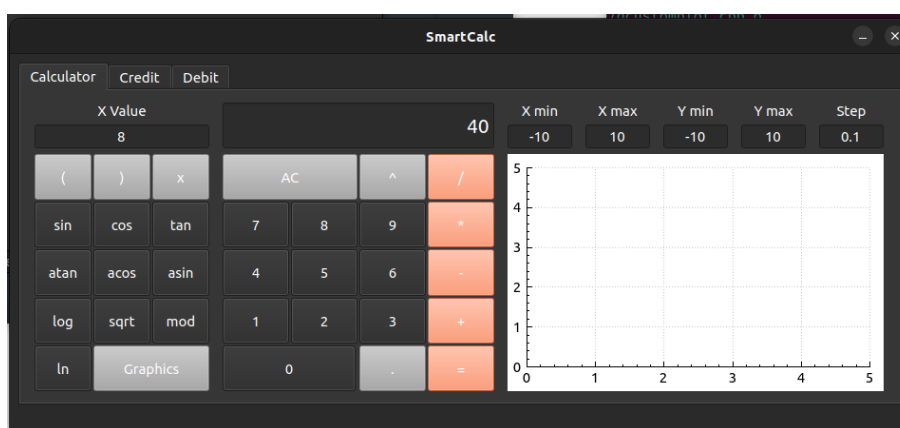 SmartCalc
Calculator Credit Debit
X Value
8
40
X min X max Y min Y max Step
-10 10 -10 10 0.1
( ) x AC ^ /
sin cos tan 7 8 9 *
atan acos asin 4 5 6 -
log sqrt mod 1 2 3 +
ln Graphics 0 . =
5
4
3
2
1
0
0 1 2 3 4 5